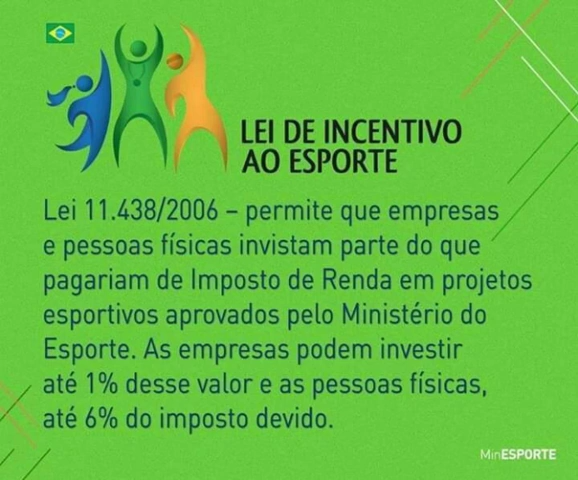 LEI DE INCENTIVO
AO ESPORTE
Lei 11.438/2006 – permite que empresas
e pessoas físicas invistam parte do que
pagariam de Imposto de Renda em projetos
esportivos aprovados pelo Ministério do
Esporte. As empresas podem investir
até 1% desse valor e as pessoas físicas,
até 6% do imposto devido.
MinESPORTE